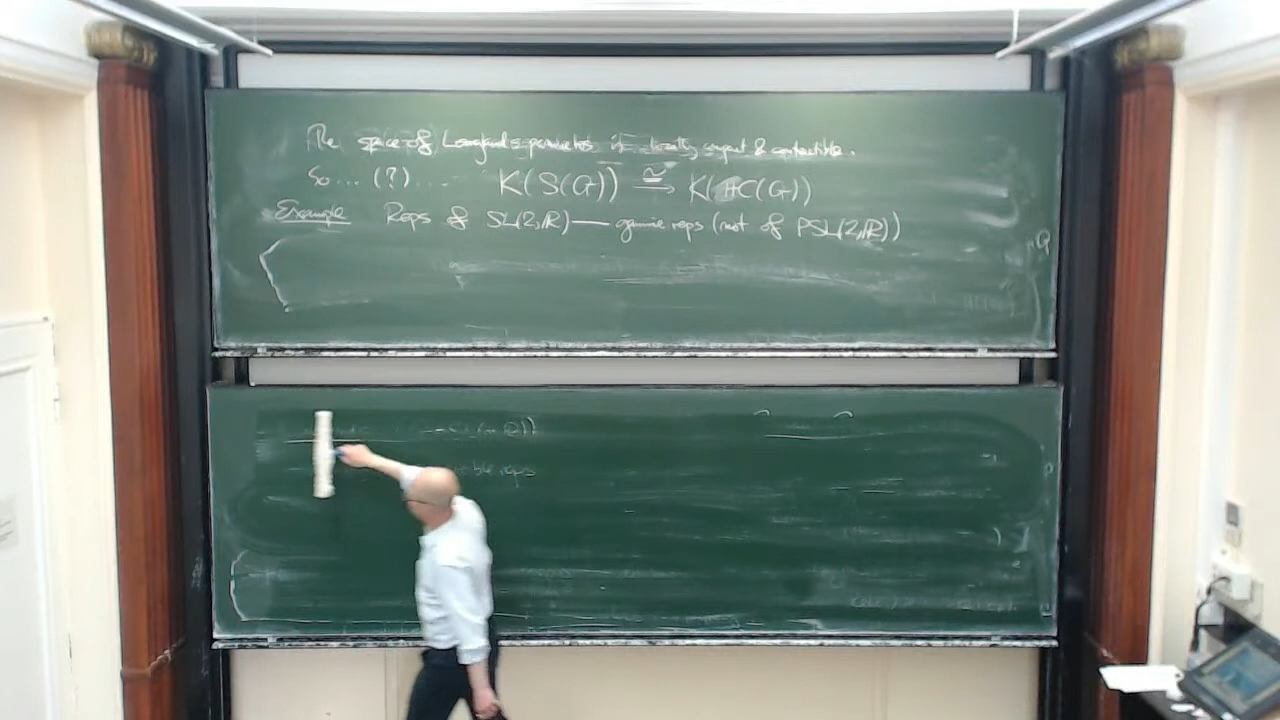 The space of Langlands parameters is locally compact & contractible.
So ... (?) .... K(S(G)) ≅→ K(HC(G))
Example Reps of SL(2,ℝ) — genuine reps (not of PSL(2,ℝ))
reps